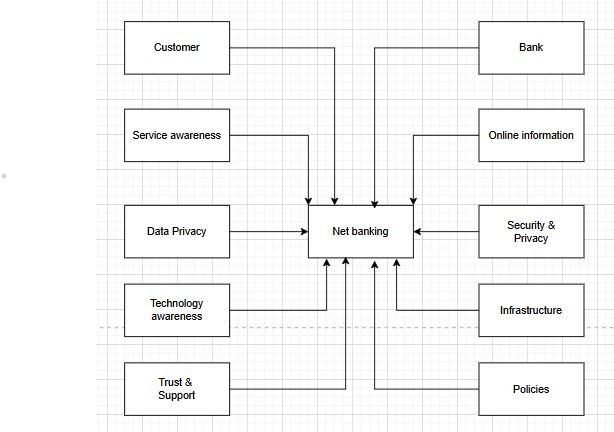 Customer
Bank
Service awareness
Online information
Data Privacy
Net banking
Security &
Privacy
Technology
awareness
Infrastructure
Trust &
Support
Policies